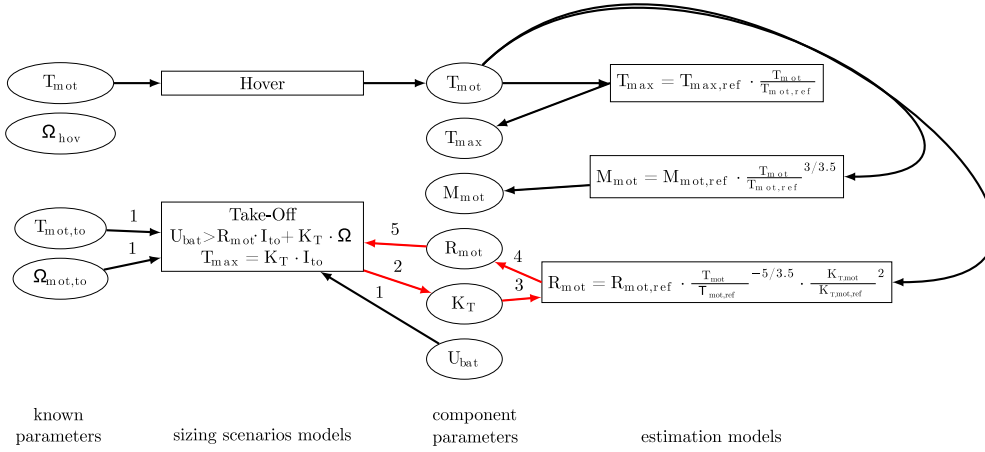 T_mot
Hover
T_mot
T_max = T_max,ref · T_mot / T_mot,ref
Ω_hov
T_max
M_mot
M_mot = M_mot,ref · T_mot / T_mot,ref ^3/3.5
T_mot,to
1
Take-Off
U_bat>R_mot· I_to + K_T · Ω
T_max = K_T · I_to
5
R_mot
Ω_mot,to
1
2
4
R_mot = R_mot,ref · T_mot / T_mot,ref ^−5/3.5 · K_T,mot / K_T,mot,ref ^2
K_T
3
1
U_bat
known
parameters
sizing scenarios models
component
parameters
estimation models